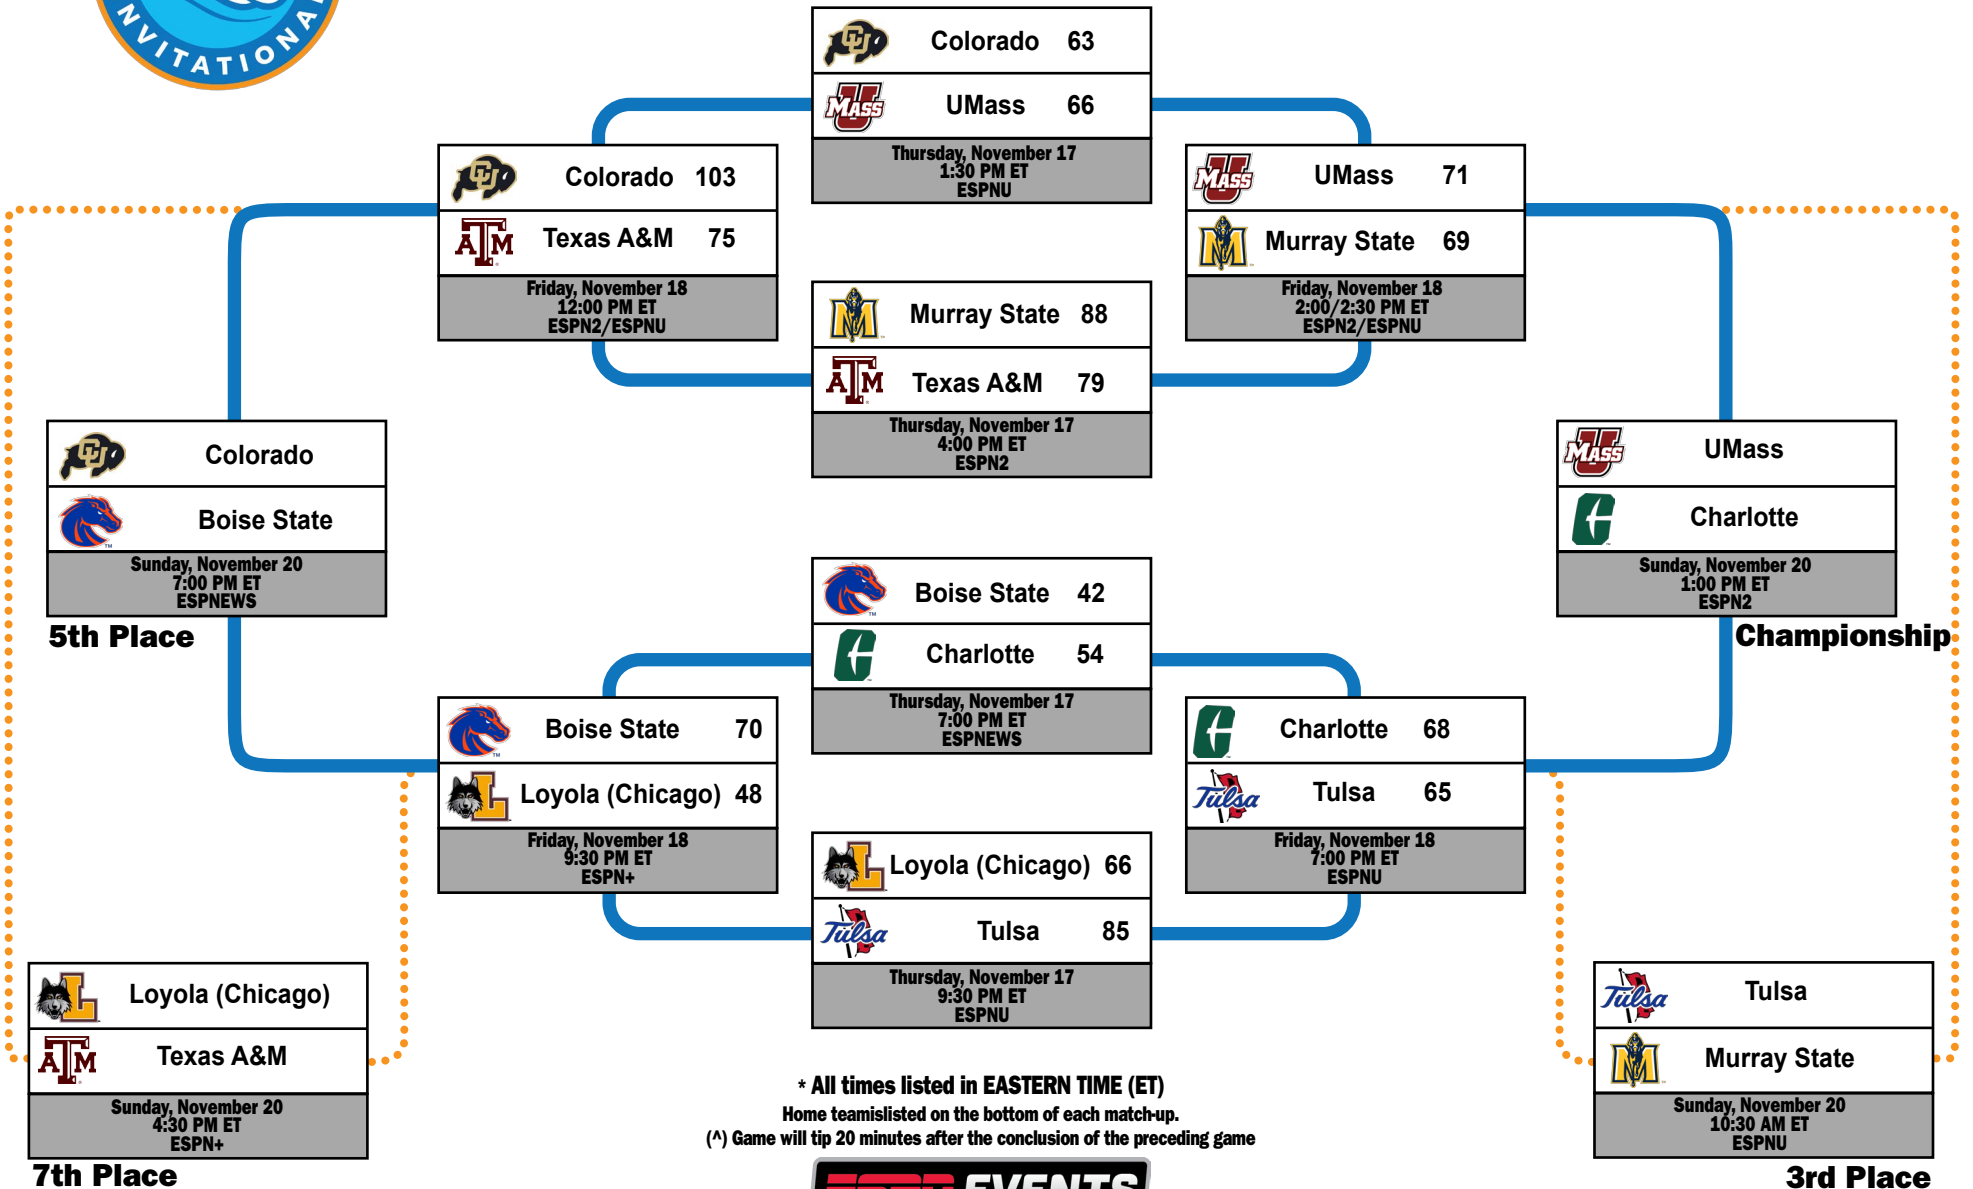 NVITATIONA
Colorado 63
UMass 66
Thursday, November 17
1:30 PM ET
ESPNU
Colorado 103
Texas A&M 75
Friday, November 18
12:00 PM ET
ESPN2/ESPNU
UMass 71
Murray State 69
Friday, November 18
2:00/2:30 PM ET
ESPN2/ESPNU
Murray State 88
Texas A&M 79
Thursday, November 17
4:00 PM ET
ESPN2
Colorado
Boise State
Sunday, November 20
7:00 PM ET
ESPNEWS
5th Place
UMass
Charlotte
Sunday, November 20
1:00 PM ET
ESPN2
Championship
Boise State 42
Charlotte 54
Thursday, November 17
7:00 PM ET
ESPNEWS
Boise State 70
Loyola (Chicago) 48
Friday, November 18
9:30 PM ET
ESPN+
Charlotte 68
Tulsa 65
Friday, November 18
7:00 PM ET
ESPNU
Loyola (Chicago) 66
Tulsa 85
Thursday, November 17
9:30 PM ET
ESPNU
Loyola (Chicago)
Texas A&M
Sunday, November 20
4:30 PM ET
ESPN+
7th Place
Tulsa
Murray State
Sunday, November 20
10:30 AM ET
ESPNU
3rd Place
* All times listed in EASTERN TIME (ET)
Home teamislisted on the bottom of each match-up.
(^) Game will tip 20 minutes after the conclusion of the preceding game
ESPN EVENTS